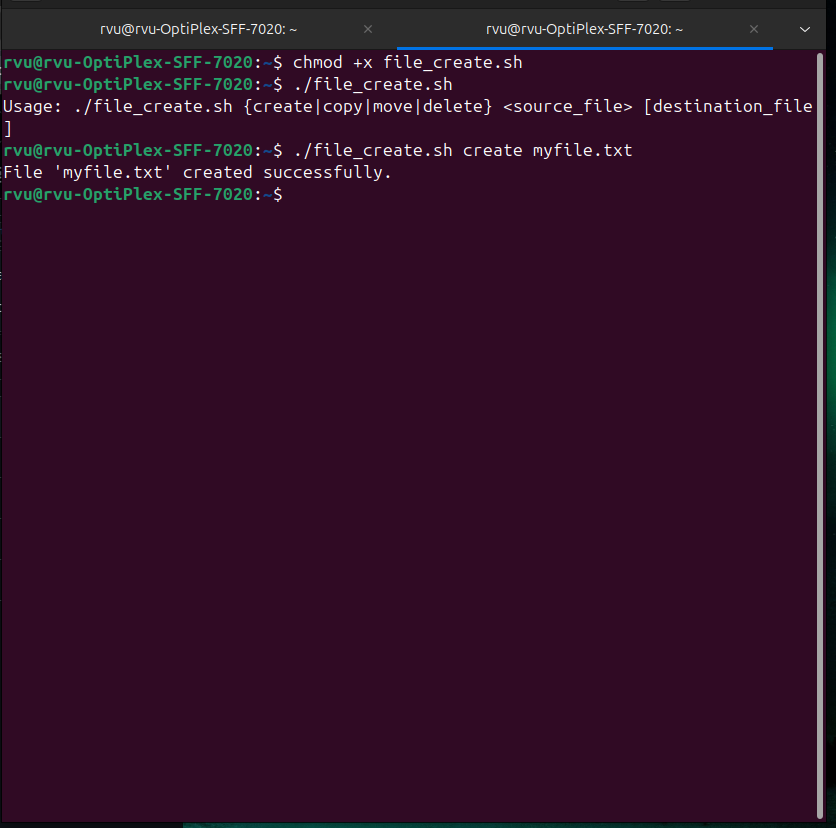 rvu@rvu-OptiPlex-SFF-7020: ~
rvu@rvu-OptiPlex-SFF-7020: ~
rvu@rvu-OptiPlex-SFF-7020:~$ chmod +x file_create.sh
rvu@rvu-OptiPlex-SFF-7020:~$ ./file_create.sh
Usage: ./file_create.sh {create|copy|move|delete} <source_file> [destination_file
]
rvu@rvu-OptiPlex-SFF-7020:~$ ./file_create.sh create myfile.txt
File 'myfile.txt' created successfully.
rvu@rvu-OptiPlex-SFF-7020:~$